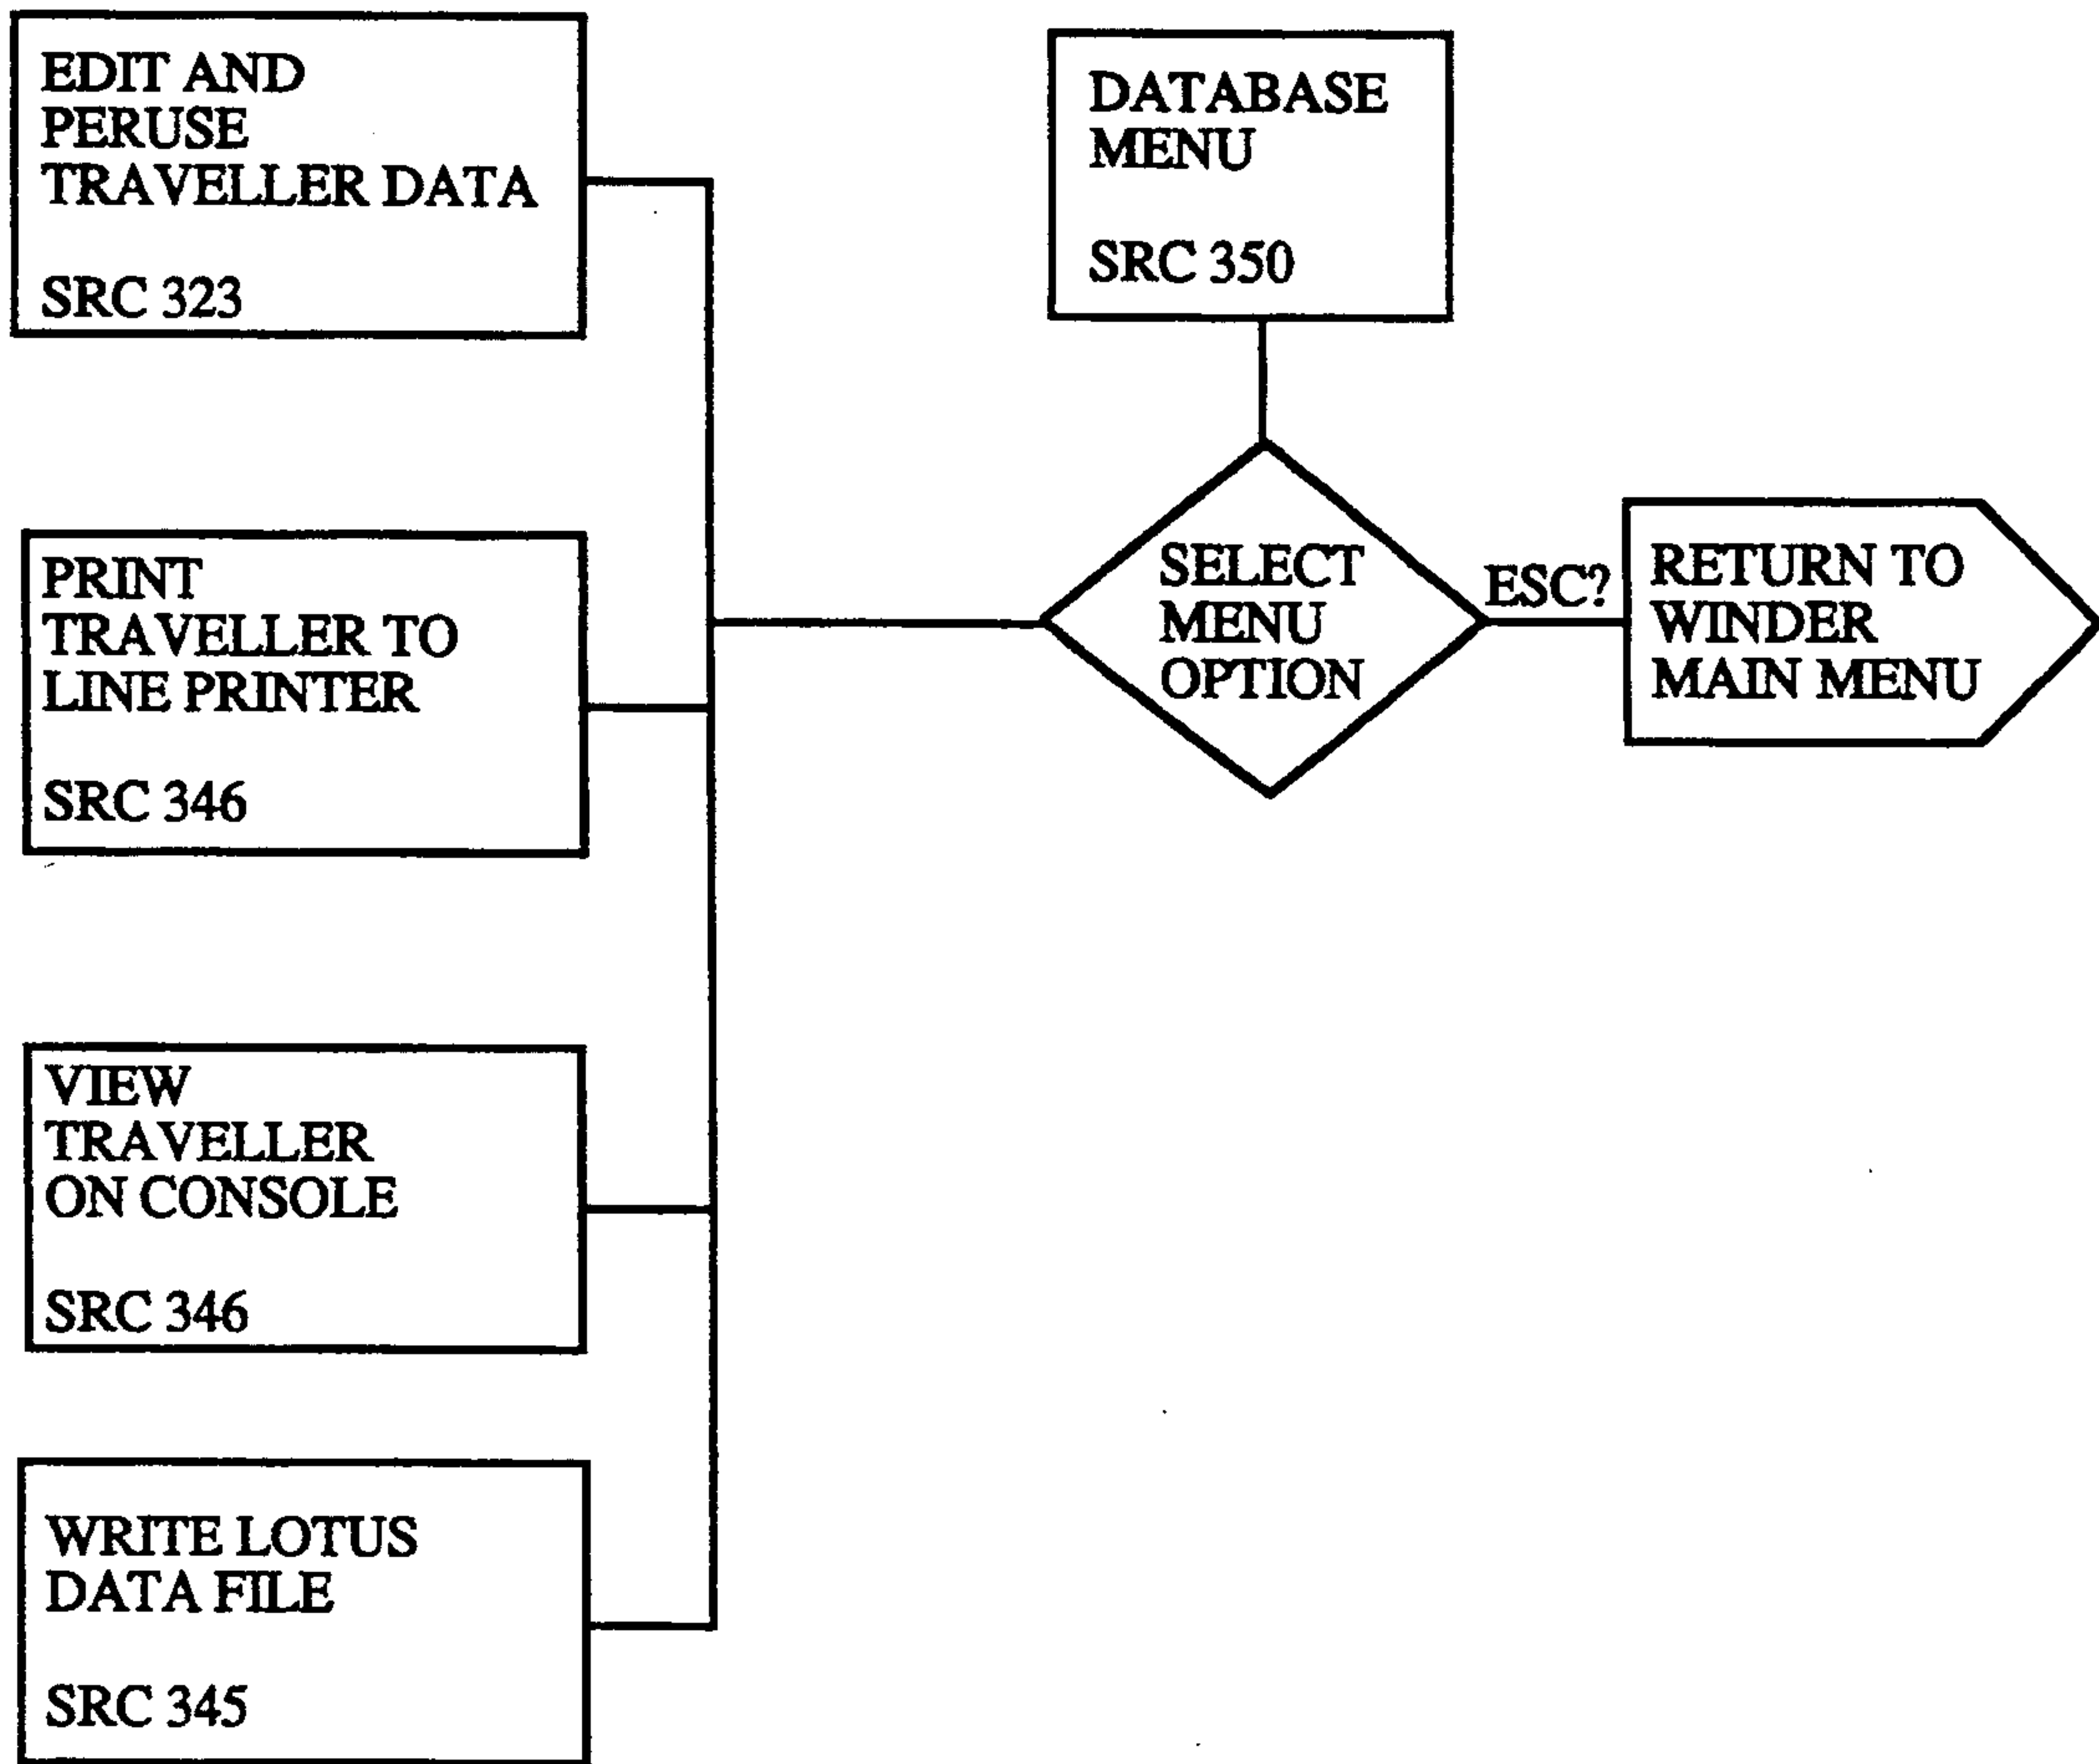 EDIT AND
PERUSE
TRAVELLER DATA
SRC 323
DATABASE
MENU
SRC 350
SELECT
MENU
OPTION
ESC?
RETURN TO
WINDER
MAIN MENU
PRINT
TRAVELLER TO
LINE PRINTER
SRC 346
VIEW
TRAVELLER
ON CONSOLE
SRC 346
WRITE LOTUS
DATA FILE
SRC 345